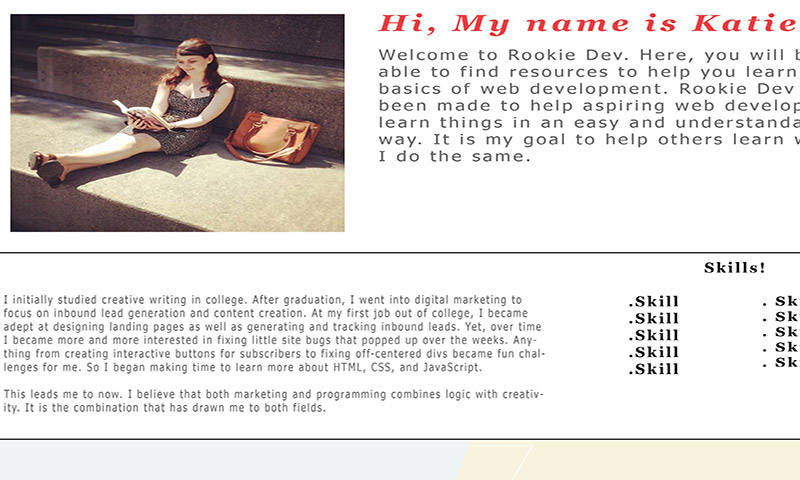 Hi, My name is Katie
Welcome to Rookie Dev. Here, you will
able to find resources to help you learn
basics of web development. Rookie Dev
been made to help aspiring web develop
learn things in an easy and understanda
way. It is my goal to help others learn
I do the same.
Skills!
I initially studied creative writing in college. After graduation, I went into digital marketing to
focus on inbound lead generation and content creation. At my first job out of college, I became
adept at designing landing pages as well as generating and tracking inbound leads. Yet, over time
I became more and more interested in fixing little site bugs that popped up over the weeks. Any-
thing from creating interactive buttons for subscribers to fixing off-centered divs became fun chal-
lenges for me. So I began making time to learn more about HTML, CSS, and JavaScript.
This leads me to now. I believe that both marketing and programming combines logic with creativ-
ity. It is the combination that has drawn me to both fields.
.Skill
.Skill
.Skill
.Skill
.Skill
. Sk
. Sk
. Sk
. Sk
. Sk